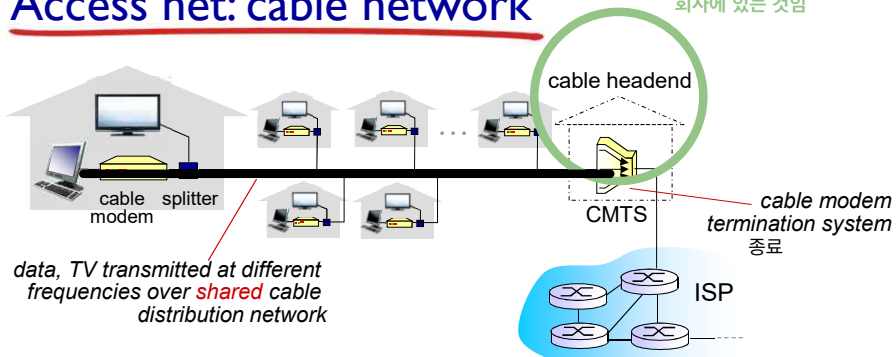 Access net: cable network
회사에 있는 것임
cable headend
...
cable
modem
splitter
CMTS
cable modem
termination system
종료
data, TV transmitted at different
frequencies over shared cable
distribution network
ISP